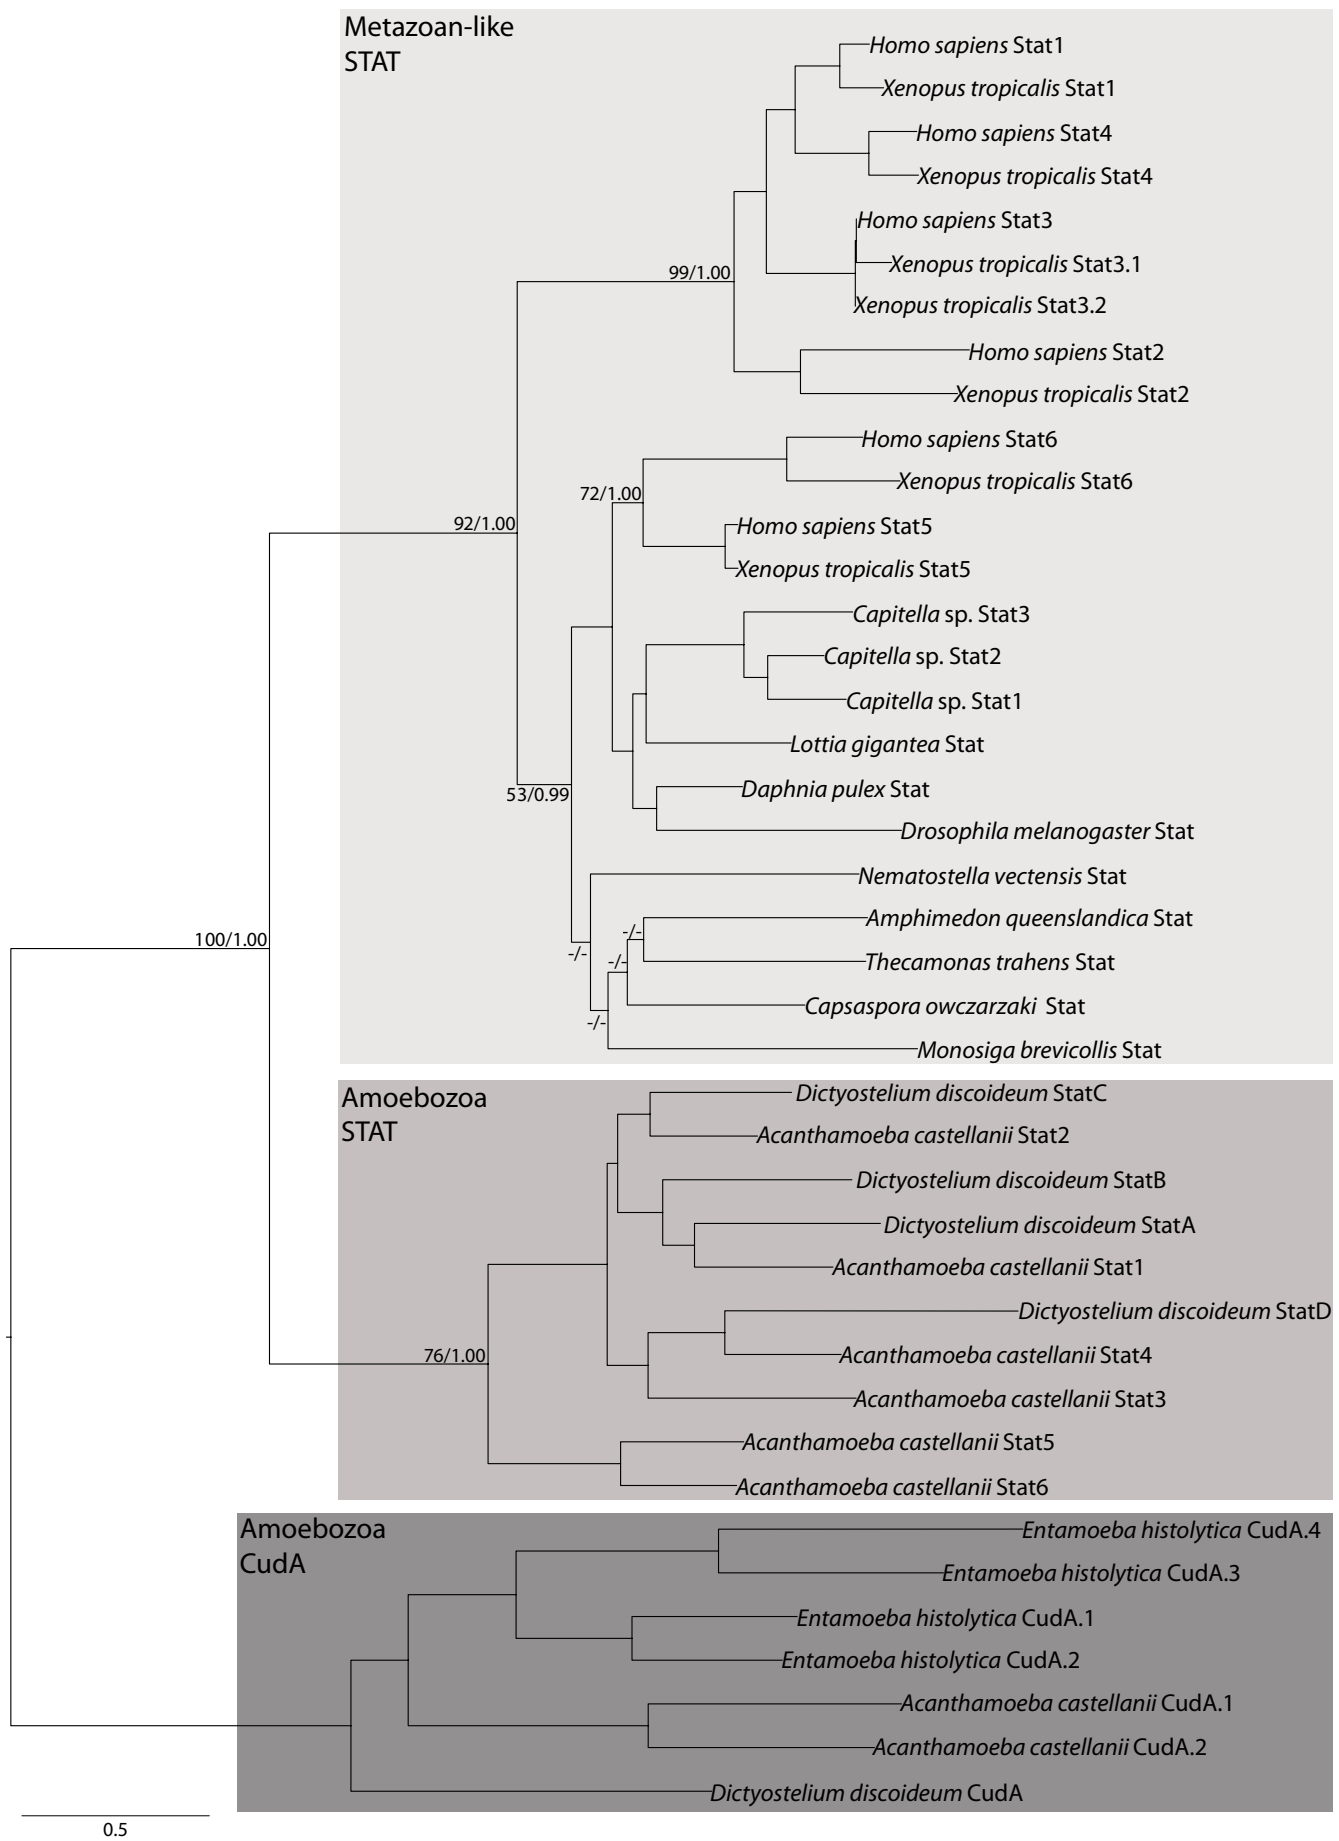 Metazoan-like
STAT
Homo sapiens Stat1
Xenopus tropicalis Stat1
Homo sapiens Stat4
Xenopus tropicalis Stat4
Homo sapiens Stat3
Xenopus tropicalis Stat3.1
99/1.00
Xenopus tropicalis Stat3.2
Homo sapiens Stat2
Xenopus tropicalis Stat2
Homo sapiens Stat6
Xenopus tropicalis Stat6
72/1.00
Homo sapiens Stat5
92/1.00
Xenopus tropicalis Stat5
Capitella sp. Stat3
Capitella sp. Stat2
Capitella sp. Stat1
Lottia gigantea Stat
Daphnia pulex Stat
53/0.99
Drosophila melanogaster Stat
Nematostella vectensis Stat
Amphimedon queenslandica Stat
-/-
100/1.00
-/-
Thecamonas trahens Stat
-/-
Capsaspora owczarzaki Stat
-/-
Monosiga brevicollis Stat
Amoebozoa
STAT
Dictyostelium discoideum StatC
Acanthamoeba castellanii Stat2
Dictyostelium discoideum StatB
Dictyostelium discoideum StatA
Acanthamoeba castellanii Stat1
Dictyostelium discoideum StatD
76/1.00
Acanthamoeba castellanii Stat4
Acanthamoeba castellanii Stat3
Acanthamoeba castellanii Stat5
Acanthamoeba castellanii Stat6
Amoebozoa
CudA
Entamoeba histolytica CudA.4
Entamoeba histolytica CudA.3
Entamoeba histolytica CudA.1
Entamoeba histolytica CudA.2
Acanthamoeba castellanii CudA.1
Acanthamoeba castellanii CudA.2
Dictyostelium discoideum CudA
0.5